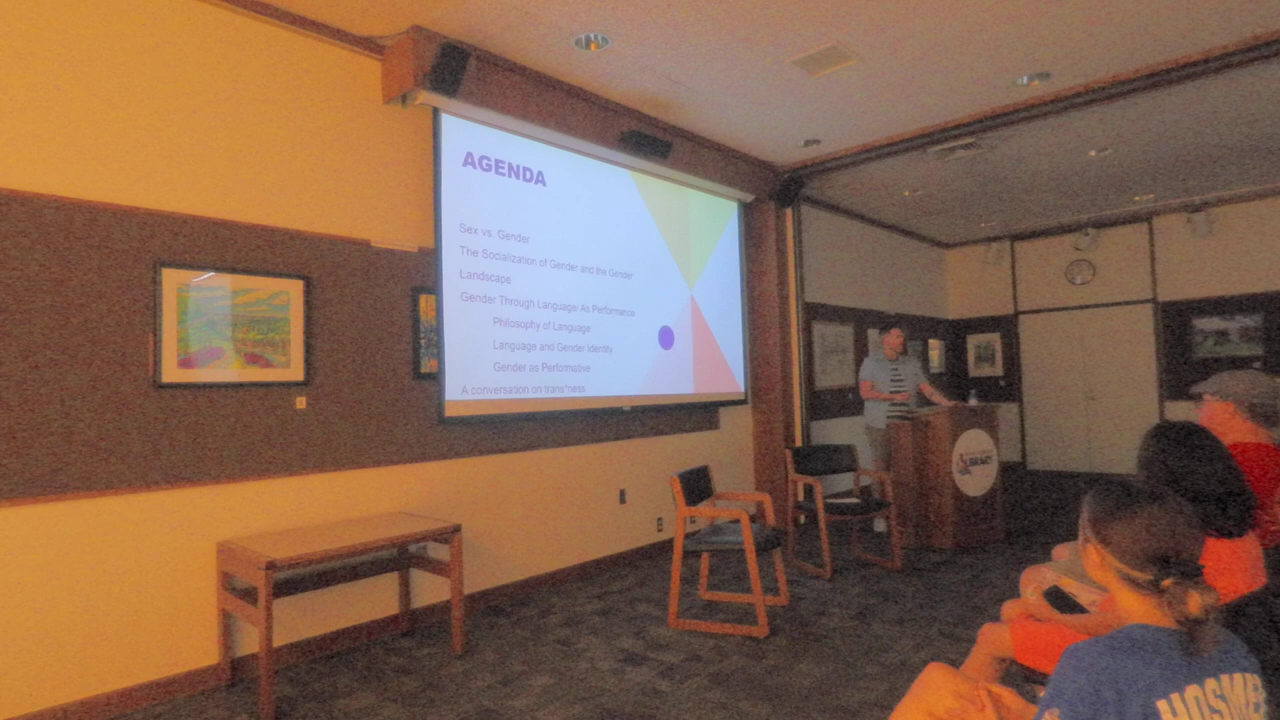 AGENDA
Sex vs. Gender
The Socialization of Gender and the Gender
Landscape
Gender Through Language/ As Performance
Philosophy of Language
Language and Gender Identity
Gender as Performative
A conversation on trans*ness
LIBRARY